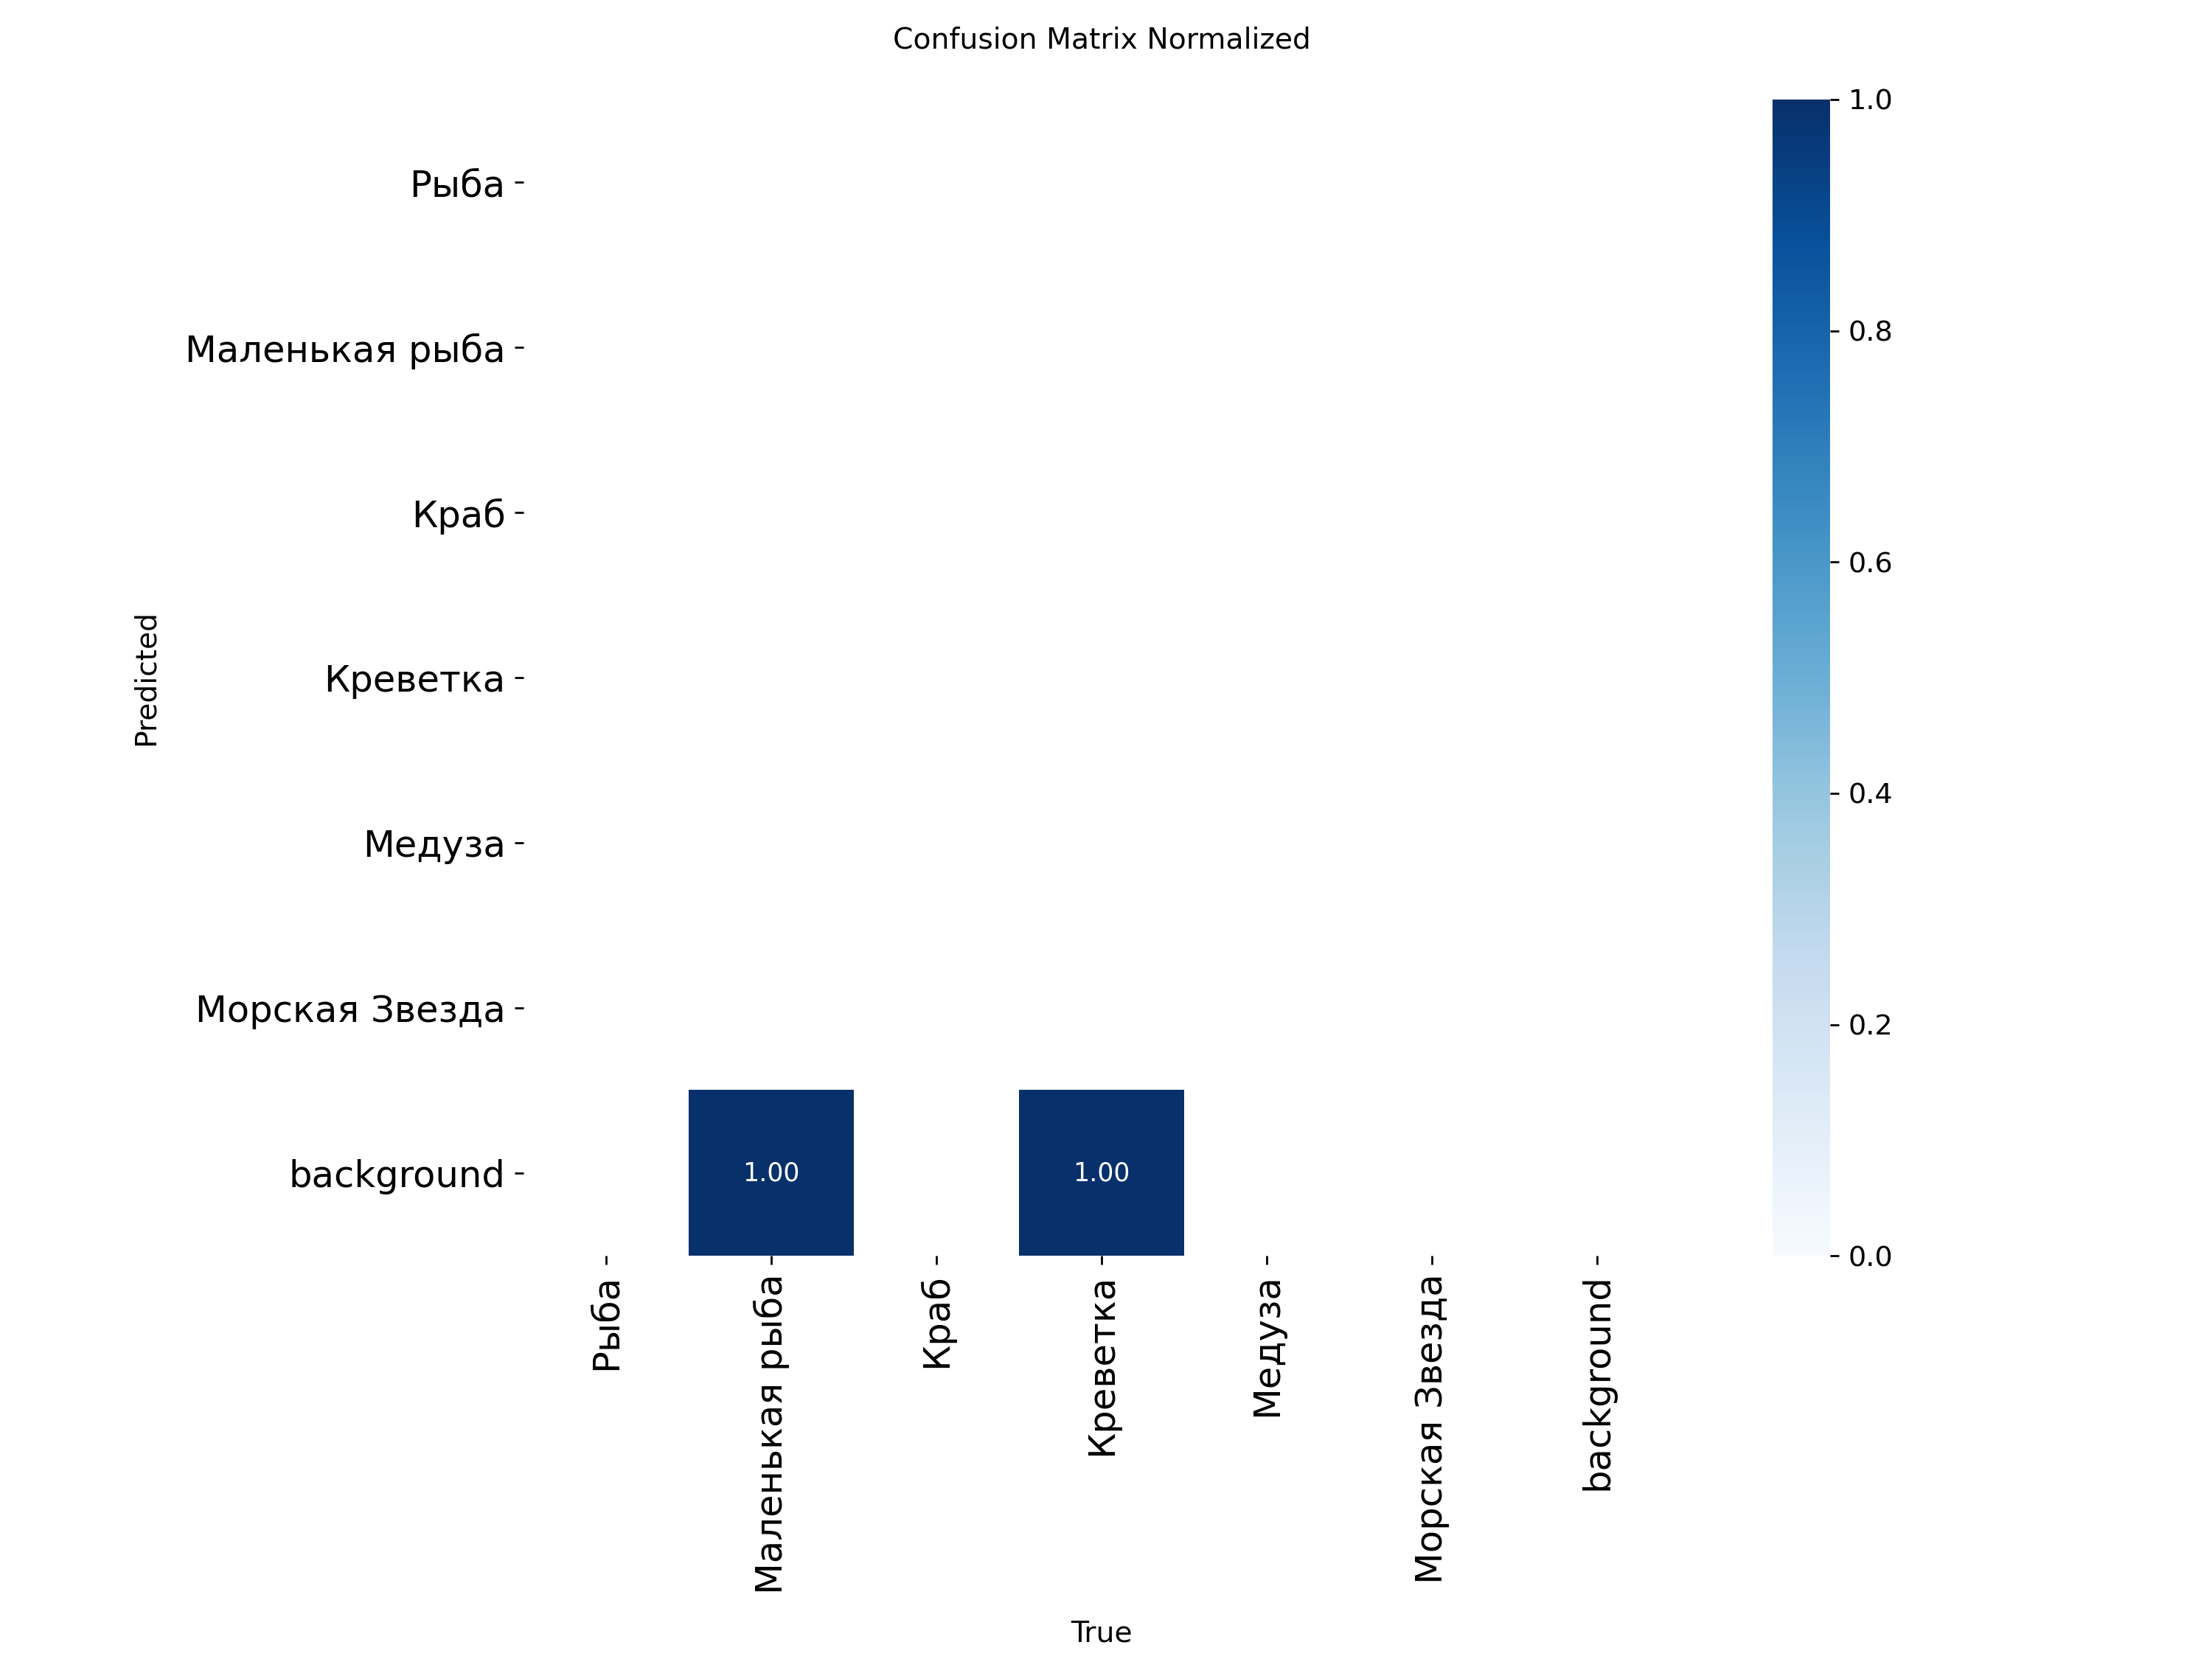 Confusion Matrix Normalized
1.0
0.8
0.6
0.4
0.2
0.0
Predicted
Рыба
Маленькая рыба
Краб
Креветка
Медуза
Морская Звезда
background
1.00
1.00
Рыба
Маленькая рыба
Краб
Креветка
Медуза
Морская Звезда
background
True